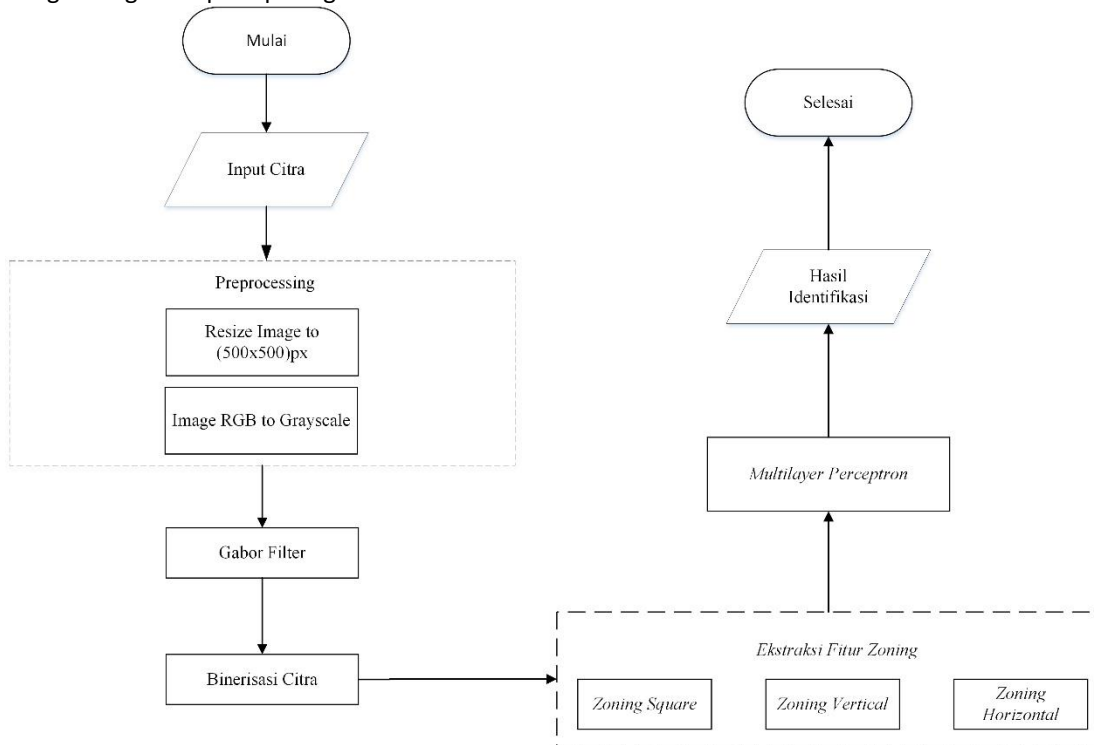 Mulai
Input Citra
Preprocessing
Resize Image to
(500x500)px
Image RGB to Grayscale
Gabor Filter
Binerisasi Citra
Ekstraksi Fitur Zoning
Zoning Square
Zoning Vertical
Zoning
Horizontal
Multilayer Perceptron
Hasil
Identifikasi
Selesai